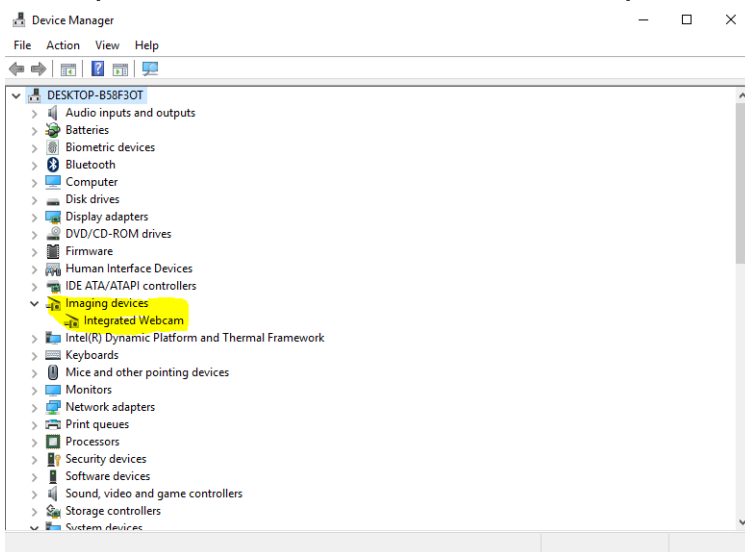 Device Manager
File Action View Help
DESKTOP-B58F3OT
Audio inputs and outputs
Batteries
Biometric devices
Bluetooth
Computer
Disk drives
Display adapters
DVD/CD-ROM drives
Firmware
Human Interface Devices
IDE ATA/ATAPI controllers
Imaging devices
Integrated Webcam
Intel(R) Dynamic Platform and Thermal Framework
Keyboards
Mice and other pointing devices
Monitors
Network adapters
Print queues
Processors
Security devices
Software devices
Sound, video and game controllers
Storage controllers
System devices